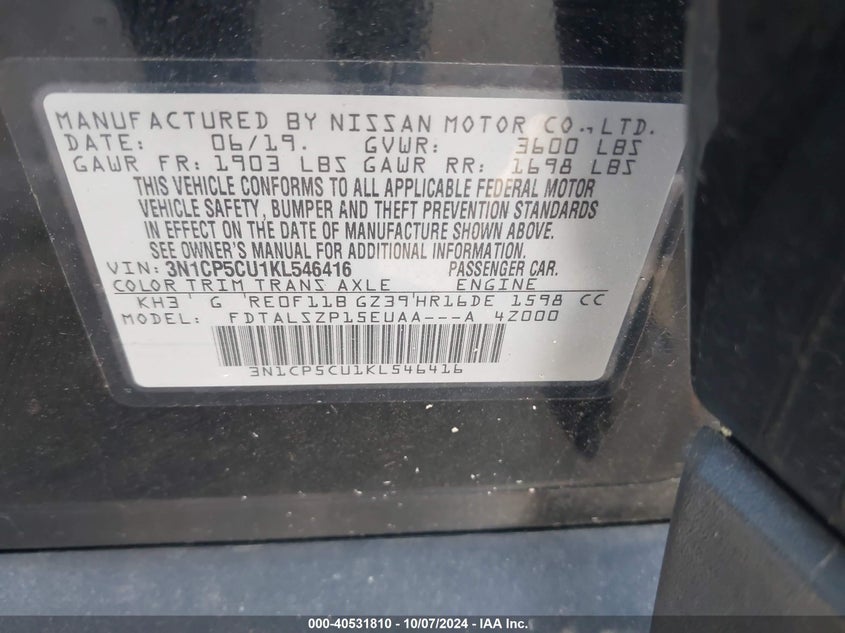 MANUFACTURED BY NISSAN MOTOR CO.,LTD.
DATE: 06/19. GVWR: 3600 LBS
GAWR FR: 1903 LBS GAWR RR: 1698 LBS
THIS VEHICLE CONFORMS TO ALL APPLICABLE FEDERAL MOTOR
VEHICLE SAFETY, BUMPER AND THEFT PREVENTION STANDARDS
IN EFFECT ON THE DATE OF MANUFACTURE SHOWN ABOVE.
SEE OWNER'S MANUAL FOR ADDITIONAL INFORMATION.
VIN: 3N1CP5CU1KL546416 PASSENGER CAR.
COLOR TRIM TRANS AXLE ENGINE
KH3 G RE0F11B GZ39 HR16DE 1598 CC
MODEL: FDTALSZP15EUAA---A 4Z000
3N1CP5CU1KL546416
000-40531810 - 10/07/2024 - IAA Inc.